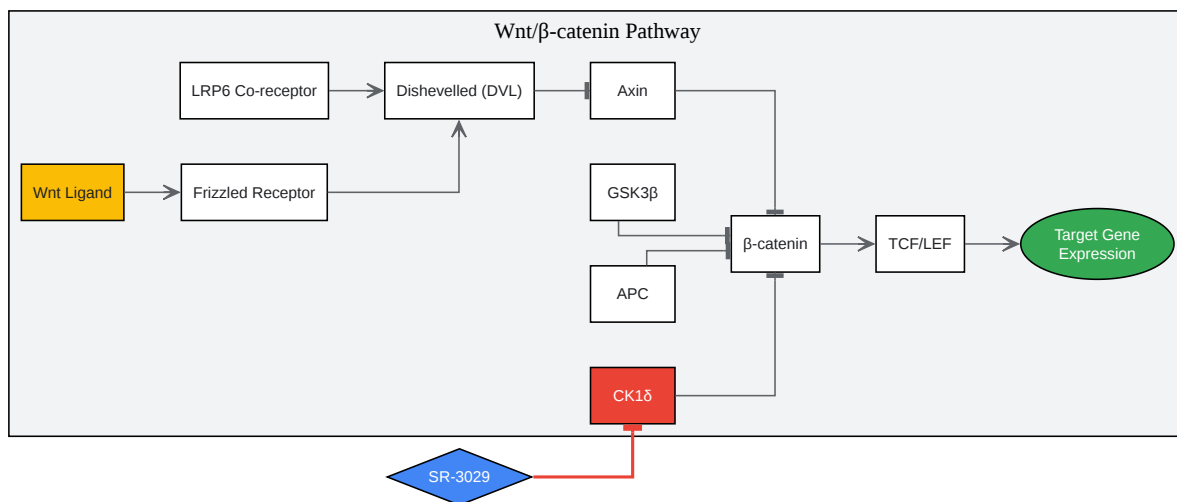 Wnt/β-catenin Pathway
LRP6 Co-receptor
Dishevelled (DVL)
Axin
Wnt Ligand
Frizzled Receptor
GSK3β
β-catenin
TCF/LEF
Target Gene
Expression
APC
CK1δ
SR-3029